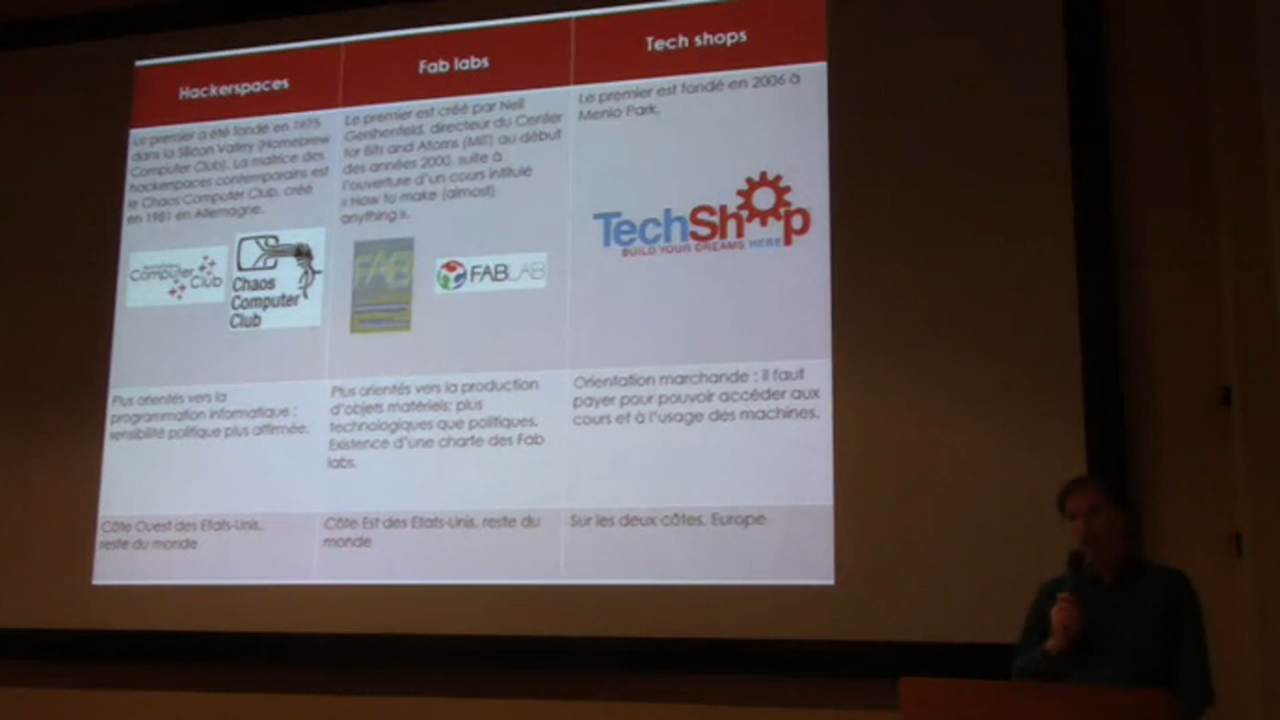 Hackerspaces
Fab labs
Tech shops
Le premier a été fondé en 1975
dans la Silicon Valley (Homebrew
Computer Club). La matrice des
hackerspaces contemporains est
le Chaos Computer Club, créé
en 1981 en Allemagne.
Computer
Club
Chaos
Computer
Club
Le premier est créé par Neil
Gershenfeld, directeur du Center
for Bits and Atoms (MIT) au début
des années 2000, suite à
l'ouverture d'un cours intitulé
« How to make (almost)
anything ».
FAB
FABLAB
Le premier est fondé en 2006 à
Menlo Park.
TechShop
BUILD YOUR DREAMS HERE
Plus orientés vers la
programmation informatique ;
sensibilité politique plus affirmée.
Plus orientés vers la production
d'objets matériels; plus
technologiques que politiques.
Existence d'une charte des Fab
labs.
Orientation marchande : il faut
payer pour pouvoir accéder aux
cours et à l'usage des machines.
Côte Ouest des Etats-Unis,
reste du monde
Côte Est des Etats-Unis, reste du
monde
Sur les deux côtes, Europe